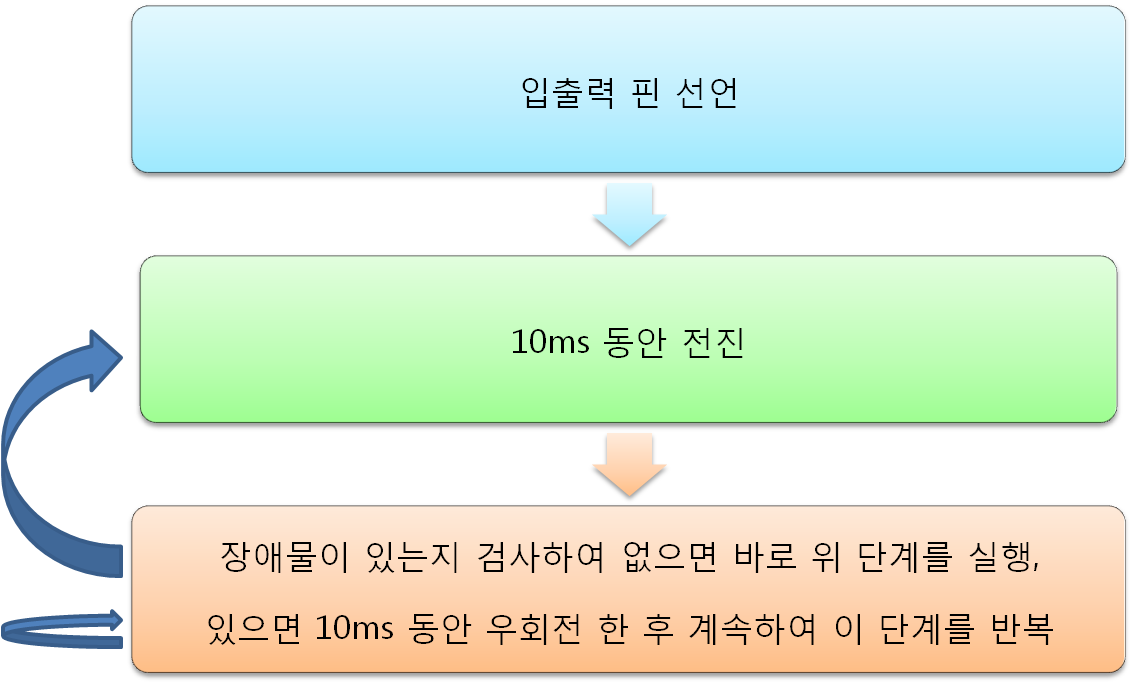 입출력 핀 선언
10ms 동안 전진
장애물이 있는지 검사하여 없으면 바로 위 단계를 실행,
있으면 10ms 동안 우회전 한 후 계속하여 이 단계를 반복